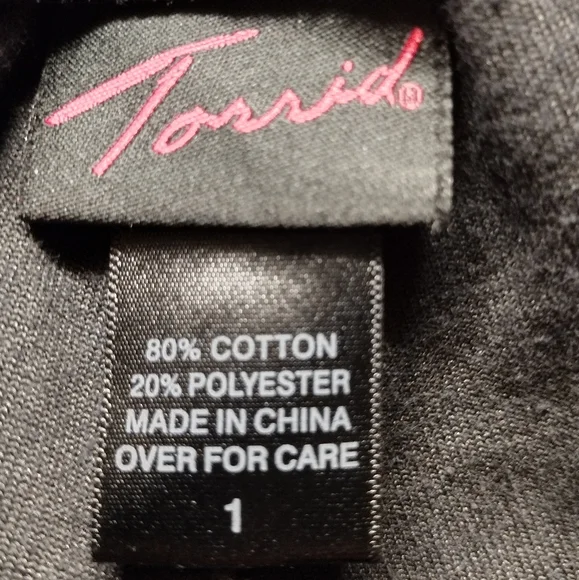 Torrid®
80% COTTON
20% POLYESTER
MADE IN CHINA
OVER FOR CARE
1